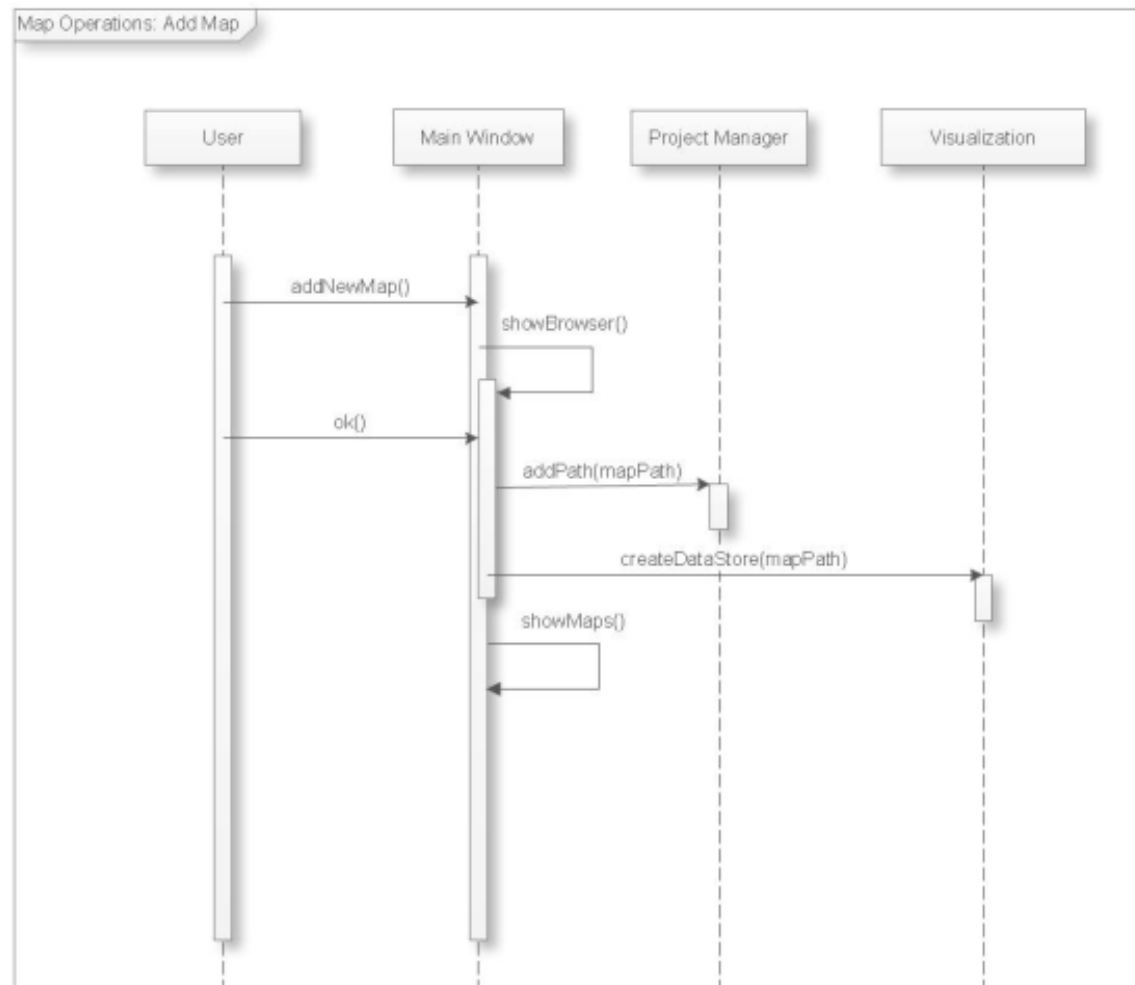 Map Operations: Add Map
User
Main Window
Project Manager
Visualization
addNewMap()
showBrowser()
ok()
addPath(mapPath)
createDataStore(mapPath)
showMaps()